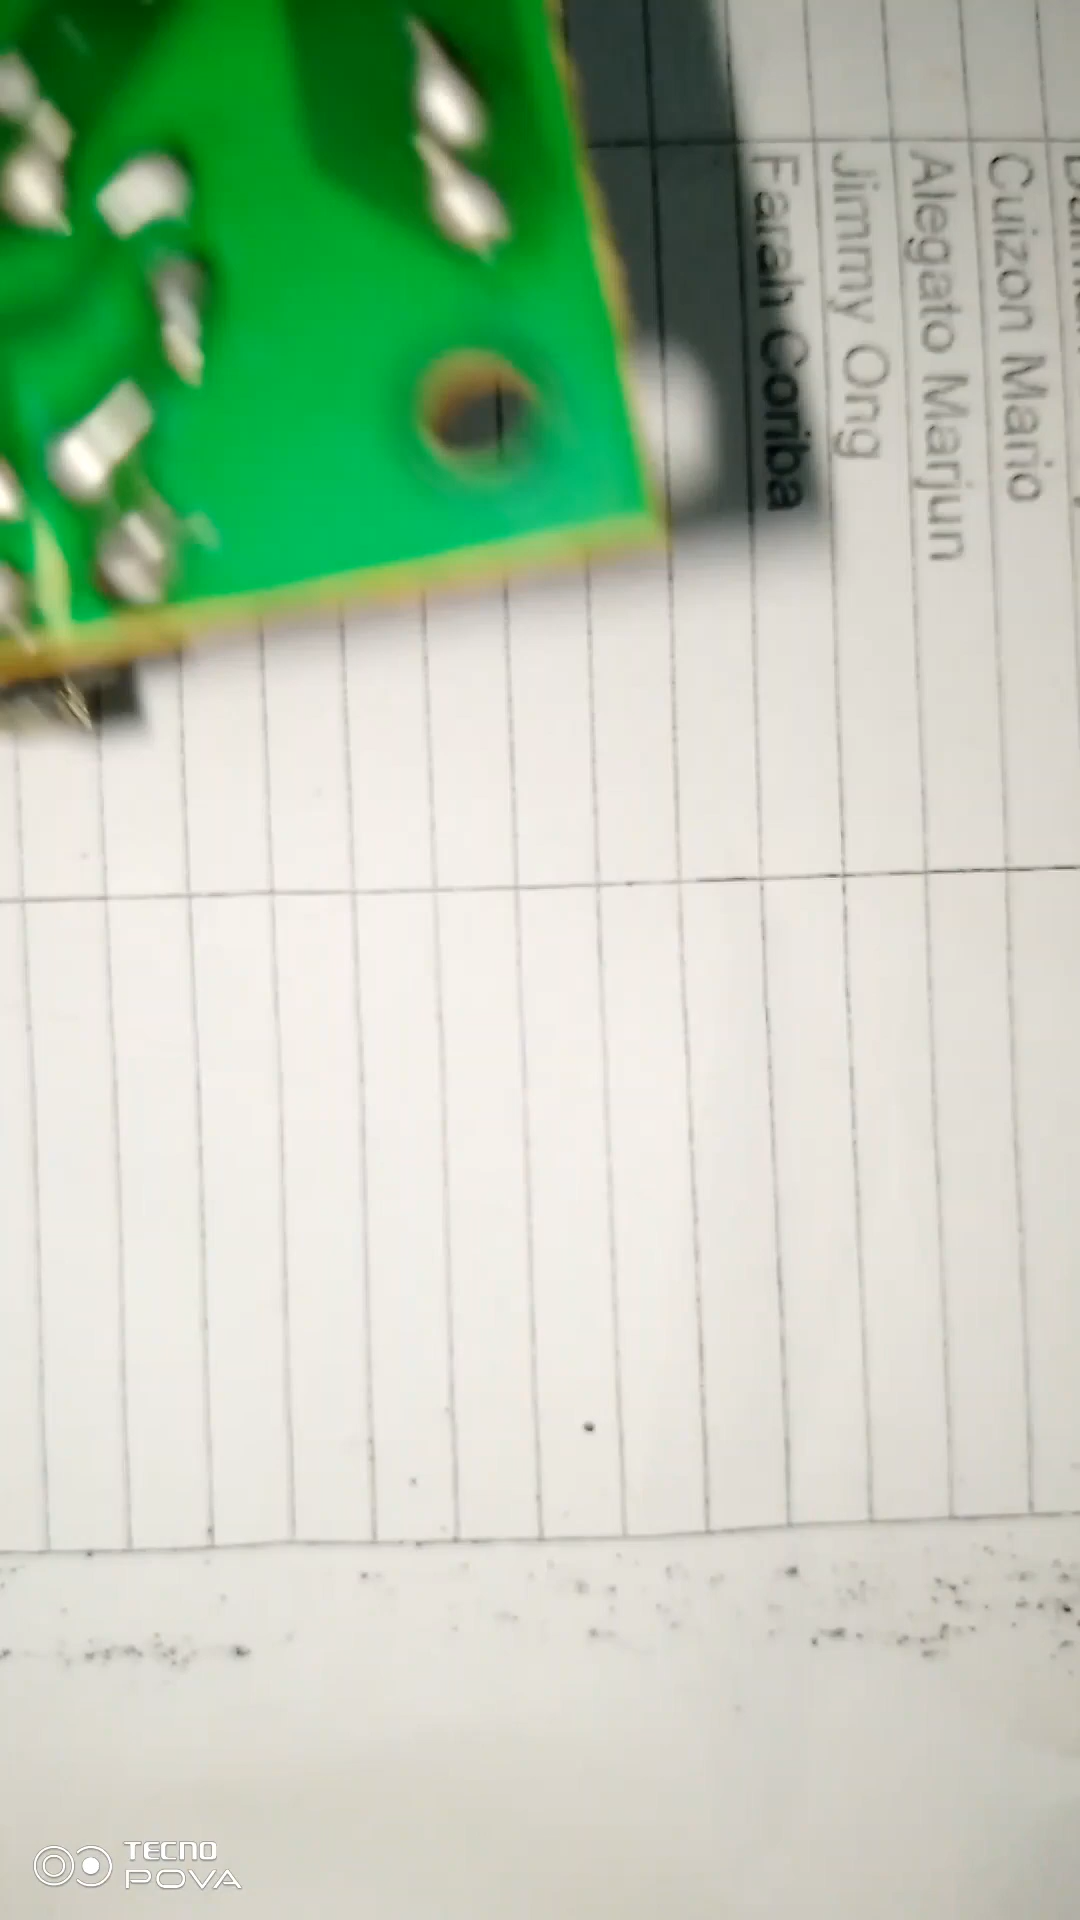 Cuizon Mario
Alegato Marjun
Jimmy Ong
Farah Coriba
TECNO
POVA